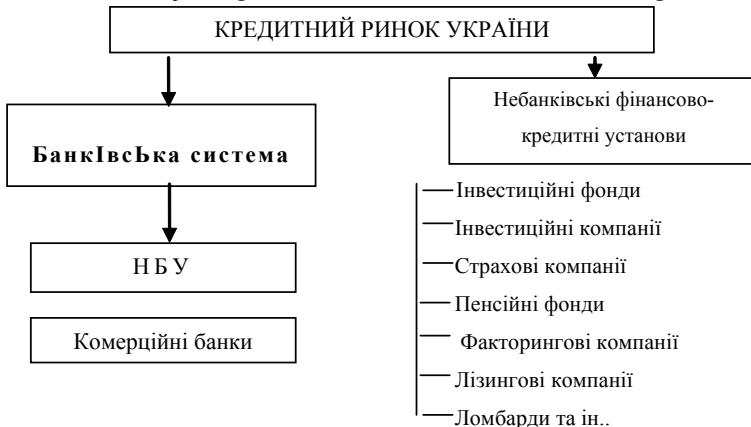 КРЕДИТНИЙ РИНОК УКРАЇНИ
БанкІвсЬка система
НБУ
Комерційні банки
Небанківські фінансово-
кредитні установи
Інвестиційні фонди
Інвестиційні компанії
Страхові компанії
Пенсійні фонди
Факторингові компанії
Лізингові компанії
Ломбарди та ін..